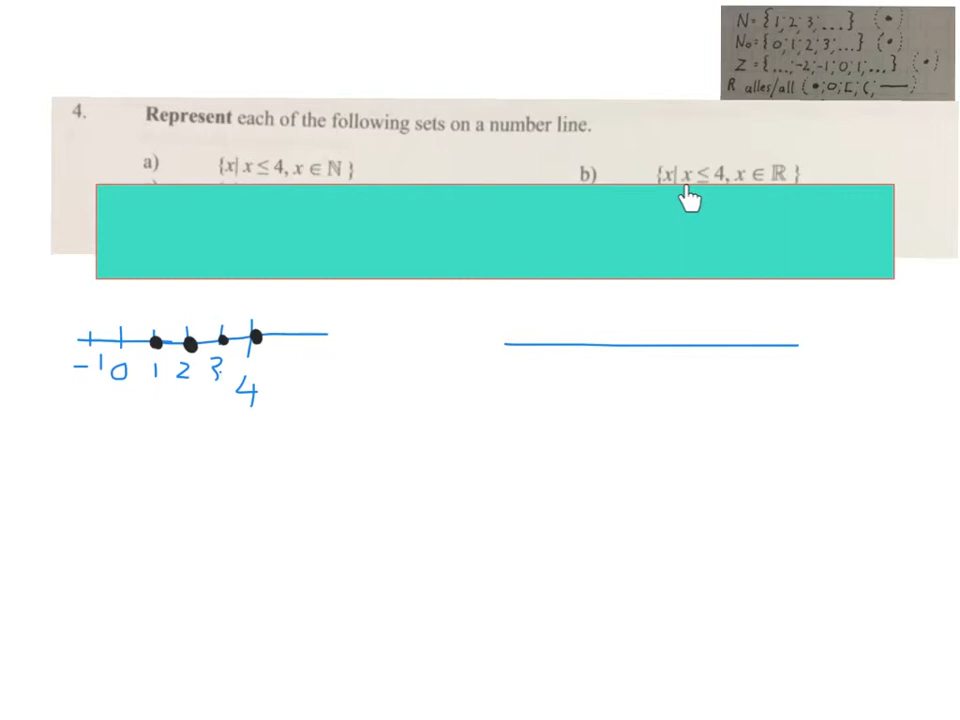 N = {1; 2; 3; ...} (•)
N₀ = {0; 1; 2; 3; ...} (•)
Z = {...; -2; -1; 0; 1; ...} (•)
R alles/all (•; O; [, (, —)
4. Represent each of the following sets on a number line.
a) {x| x ≤ 4, x ∈ ℕ }
b) {x| x ≤ 4, x ∈ ℝ }
-1 0 1 2 3 4